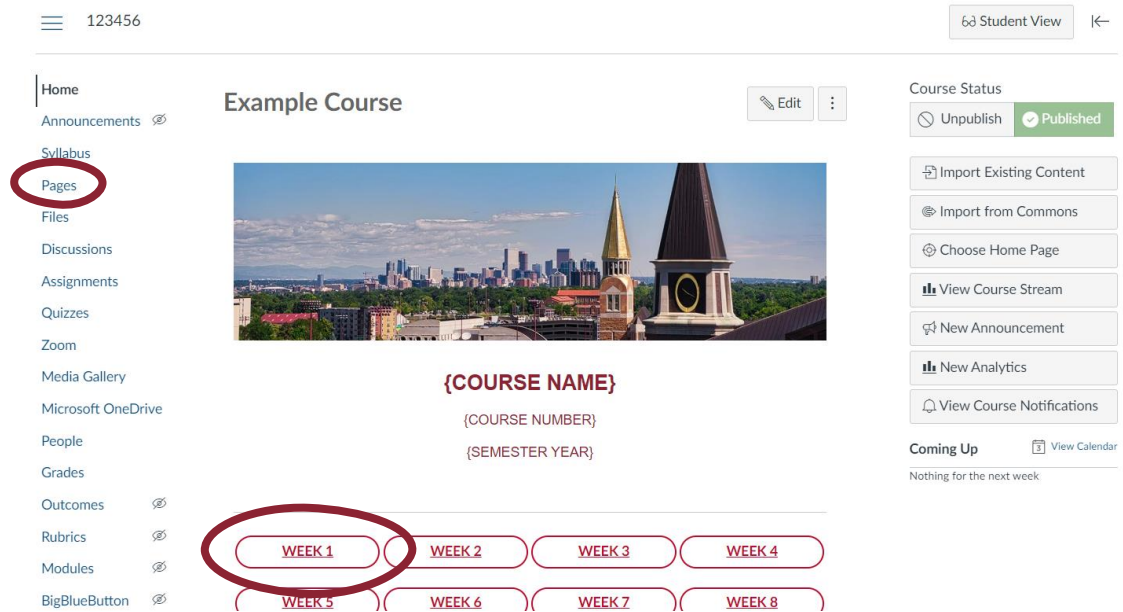 123456
Student View
Home
Announcements
Syllabus
Pages
Files
Discussions
Assignments
Quizzes
Zoom
Media Gallery
Microsoft OneDrive
People
Grades
Outcomes
Rubrics
Modules
BigBlueButton
Example Course
Edit
{COURSE NAME}
{COURSE NUMBER}
{SEMESTER YEAR}
WEEK 1 WEEK 2 WEEK 3 WEEK 4
WEEK 5 WEEK 6 WEEK 7 WEEK 8
Course Status
Unpublish Published
Import Existing Content
Import from Commons
Choose Home Page
View Course Stream
New Announcement
New Analytics
View Course Notifications
Coming Up 3 View Calendar
Nothing for the next week